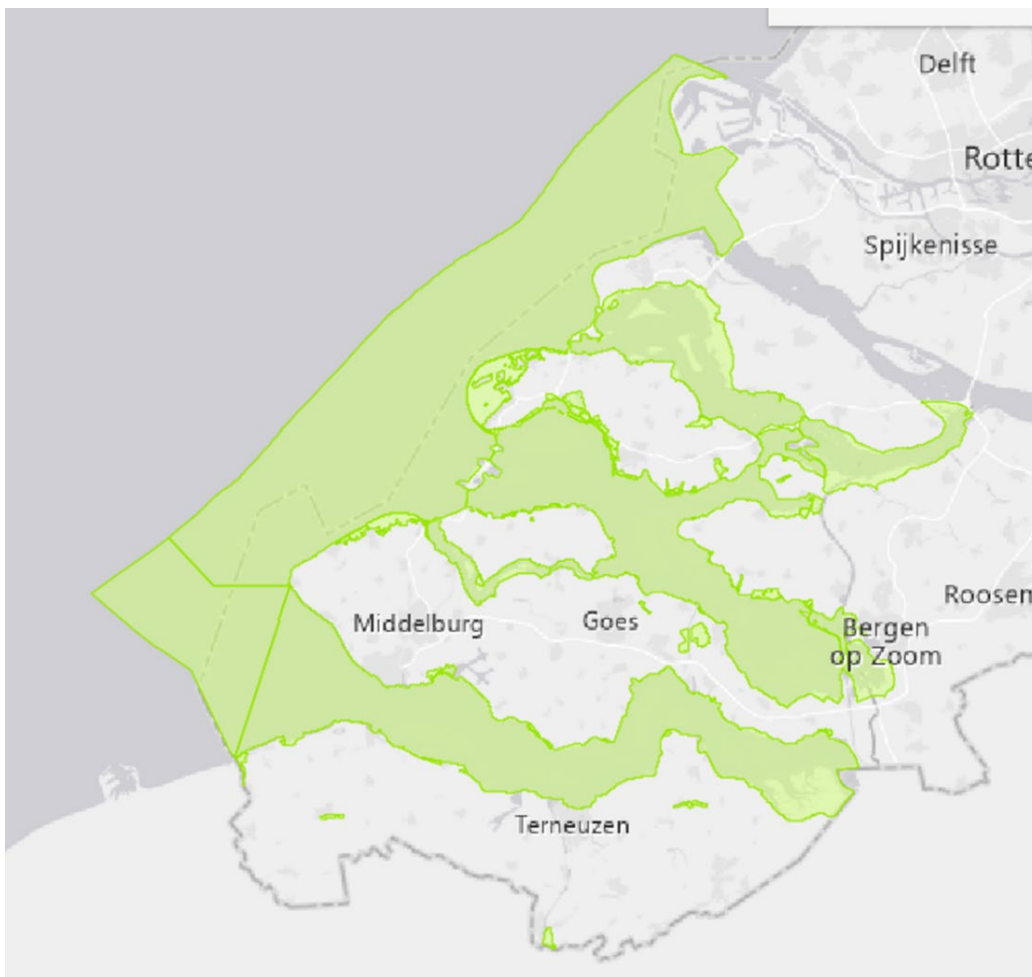 Delft
Rotte
Spijkenisse
Roosen
Middelburg
Goes
Bergen
op Zoom
Terneuzen